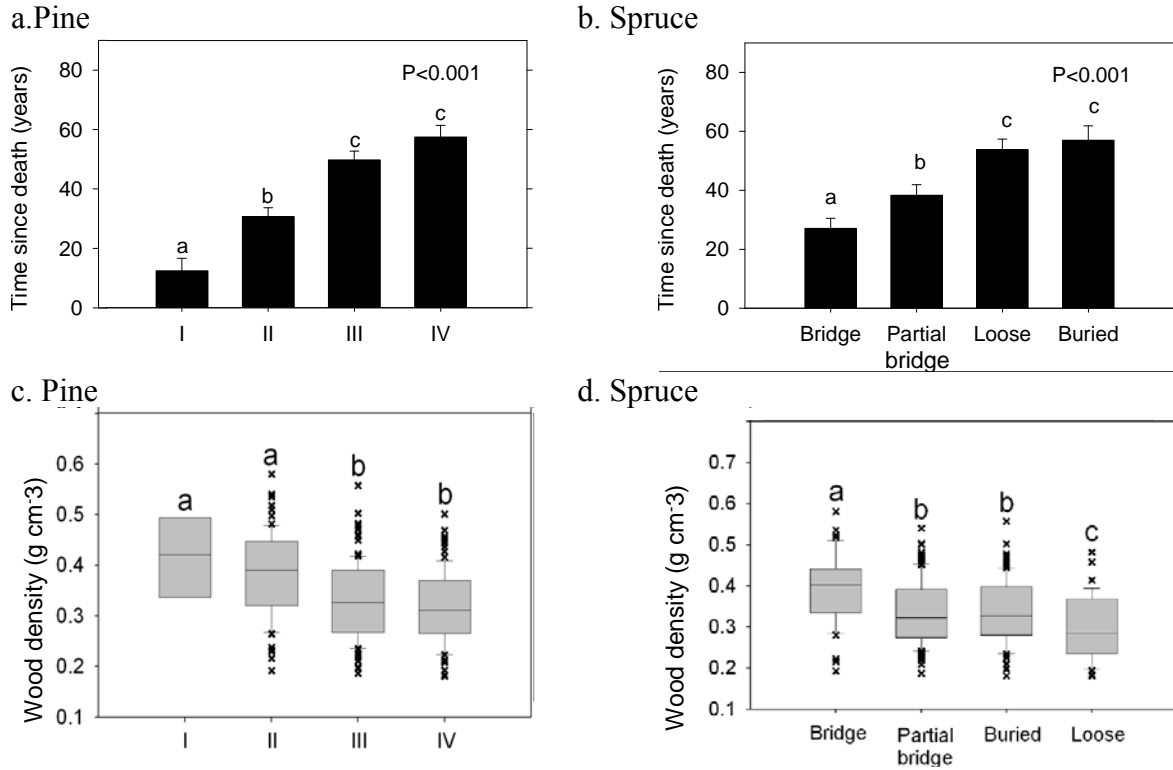 a.Pine
80
60
40
20
0
Time since death (years)
P<0.001
a
b
c
c
I
II
III
IV
b. Spruce
80
60
40
20
0
Time since death (years)
P<0.001
a
b
c
c
Bridge
Partial
bridge
Loose
Buried
c. Pine
0.6
0.5
0.4
0.3
0.2
0.1
Wood density (g cm-3)
a
a
b
b
I
II
III
IV
d. Spruce
0.7
0.6
0.5
0.4
0.3
0.2
0.1
Wood density (g cm-3)
a
b
b
c
Bridge
Partial
bridge
Buried
Loose